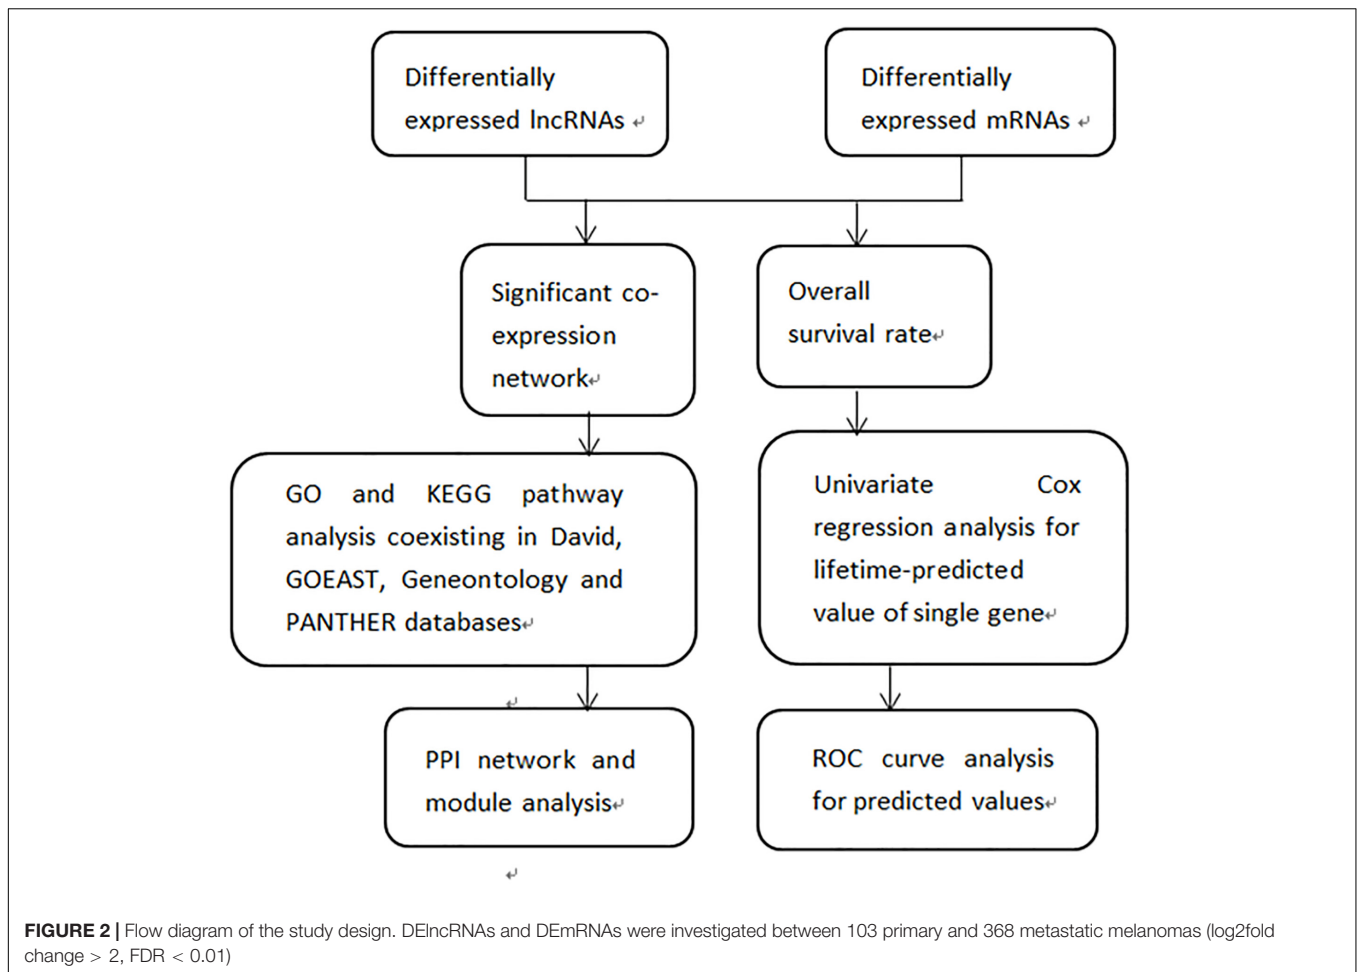 Differentially
expressed lncRNAs ↵
Differentially
expressed mRNAs ↵
Significant co-
expression
network↵
Overall
survival rate↵
GO and KEGG pathway
analysis coexisting in David,
GOEAST, Geneontology and
PANTHER databases↵
Univariate Cox
regression analysis for
lifetime-predicted
value of single gene↵
↵
PPI network and
module analysis↵
ROC curve analysis
for predicted values↵
↵
FIGURE 2 | Flow diagram of the study design. DElncRNAs and DEmRNAs were investigated between 103 primary and 368 metastatic melanomas (log2fold
change > 2, FDR < 0.01)